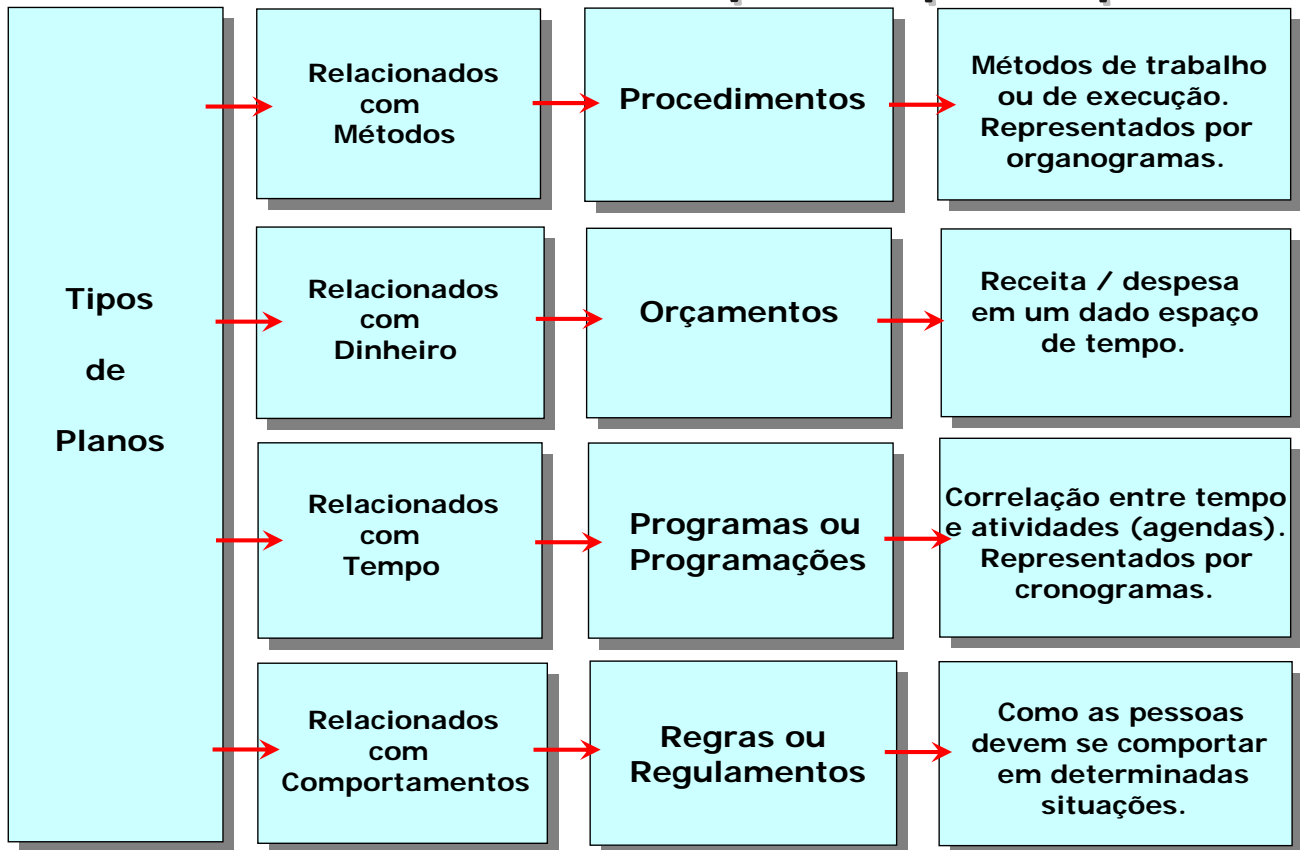 Tipos
de
Planos
Relacionados
com
Métodos
Procedimentos
Métodos de trabalho
ou de execução.
Representados por
organogramas.
Relacionados
com
Dinheiro
Orçamentos
Receita / despesa
em um dado espaço
de tempo.
Relacionados
com
Tempo
Programas ou
Programações
Correlação entre tempo
e atividades (agendas).
Representados por
cronogramas.
Relacionados
com
Comportamentos
Regras ou
Regulamentos
Como as pessoas
devem se comportar
em determinadas
situações.